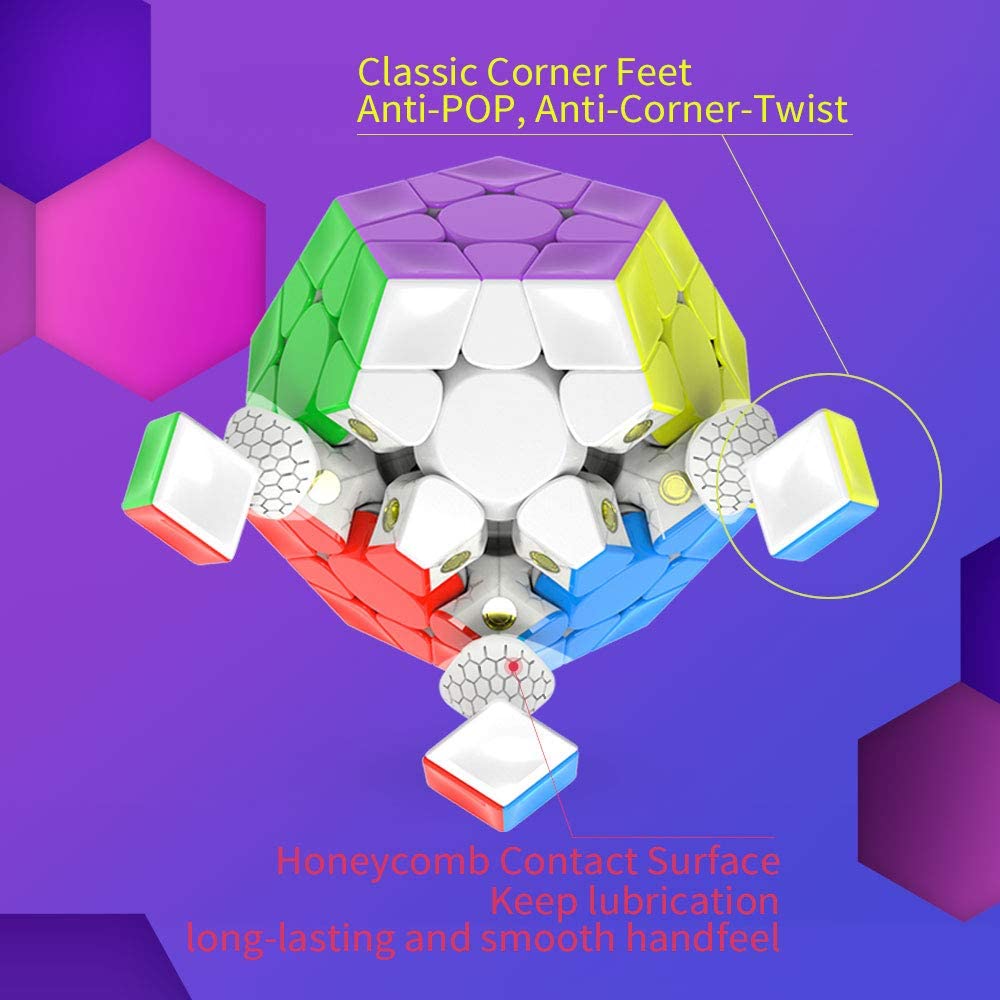 Classic Corner Feet
Anti-POP, Anti-Corner-Twist
Honeycomb Contact Surface
Keep lubrication
long-lasting and smooth handfeel